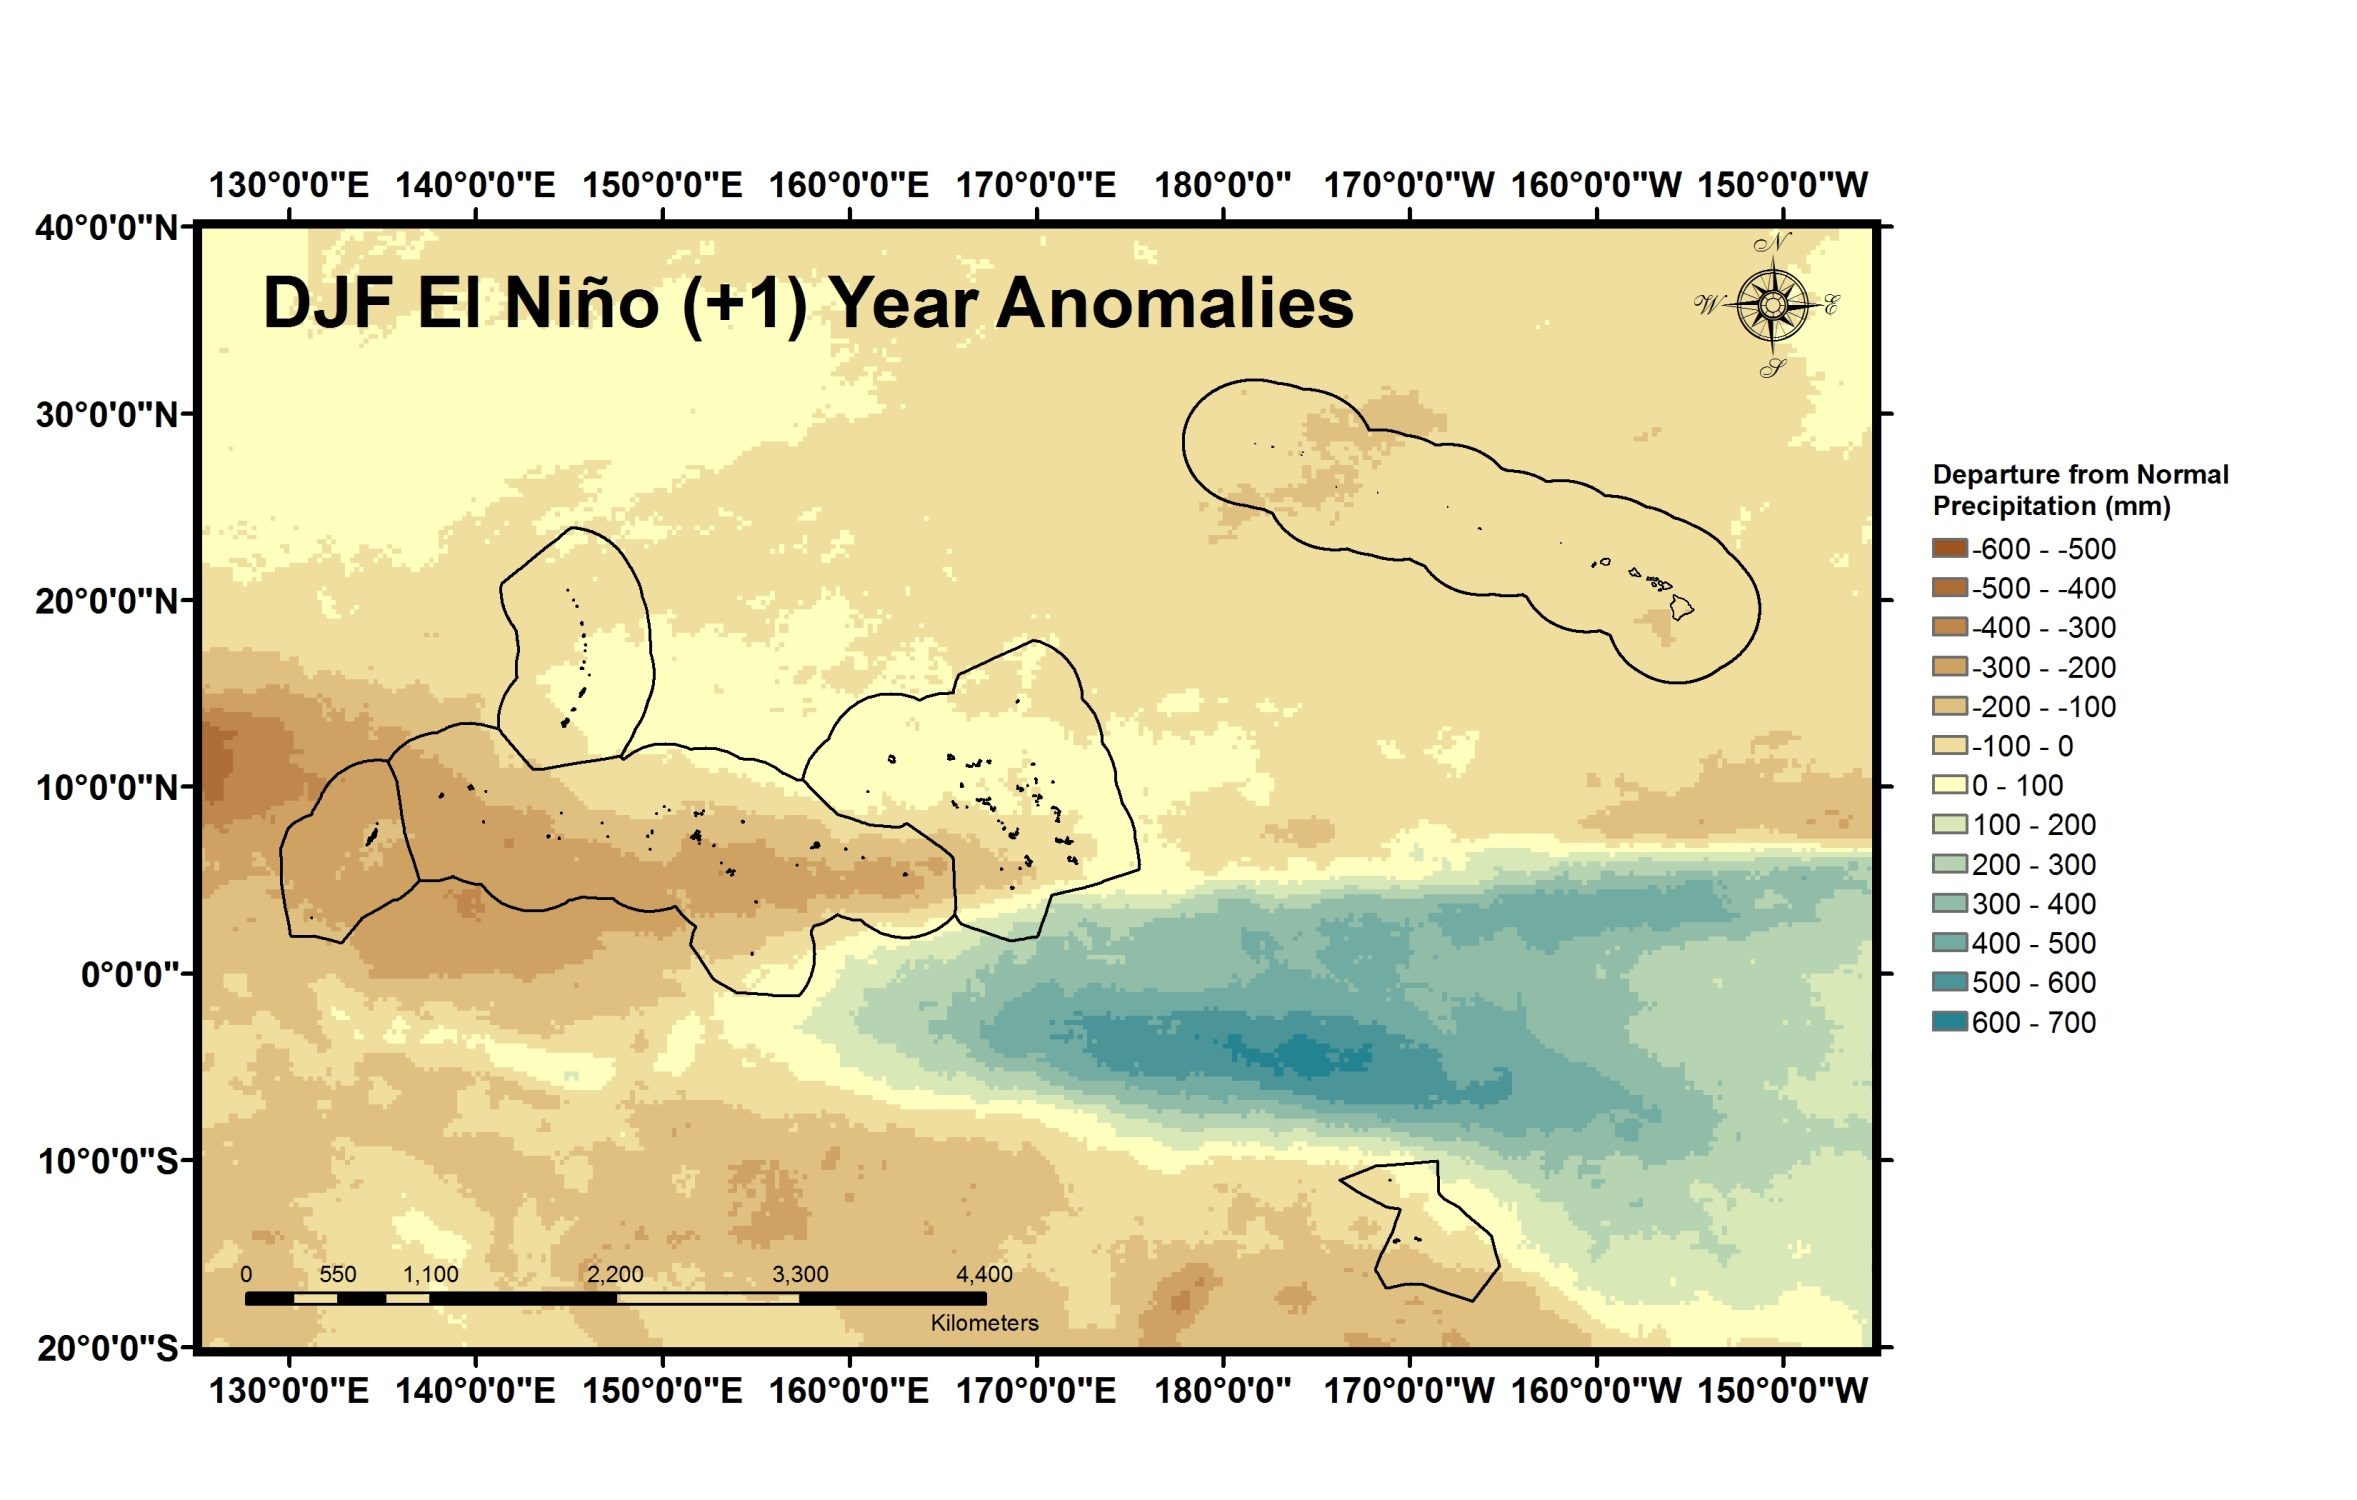 130°0'0"E 140°0'0"E 150°0'0"E 160°0'0"E 170°0'0"E 180°0'0" 170°0'0"W 160°0'0"W 150°0'0"W
40°0'0"N
30°0'0"N
20°0'0"N
10°0'0"N
0°0'0"
10°0'0"S
20°0'0"S
DJF El Niño (+1) Year Anomalies
N
W E
S
0 550 1,100 2,200 3,300 4,400
Kilometers
130°0'0"E 140°0'0"E 150°0'0"E 160°0'0"E 170°0'0"E 180°0'0" 170°0'0"W 160°0'0"W 150°0'0"W
Departure from Normal
Precipitation (mm)
-600 - -500
-500 - -400
-400 - -300
-300 - -200
-200 - -100
-100 - 0
0 - 100
100 - 200
200 - 300
300 - 400
400 - 500
500 - 600
600 - 700